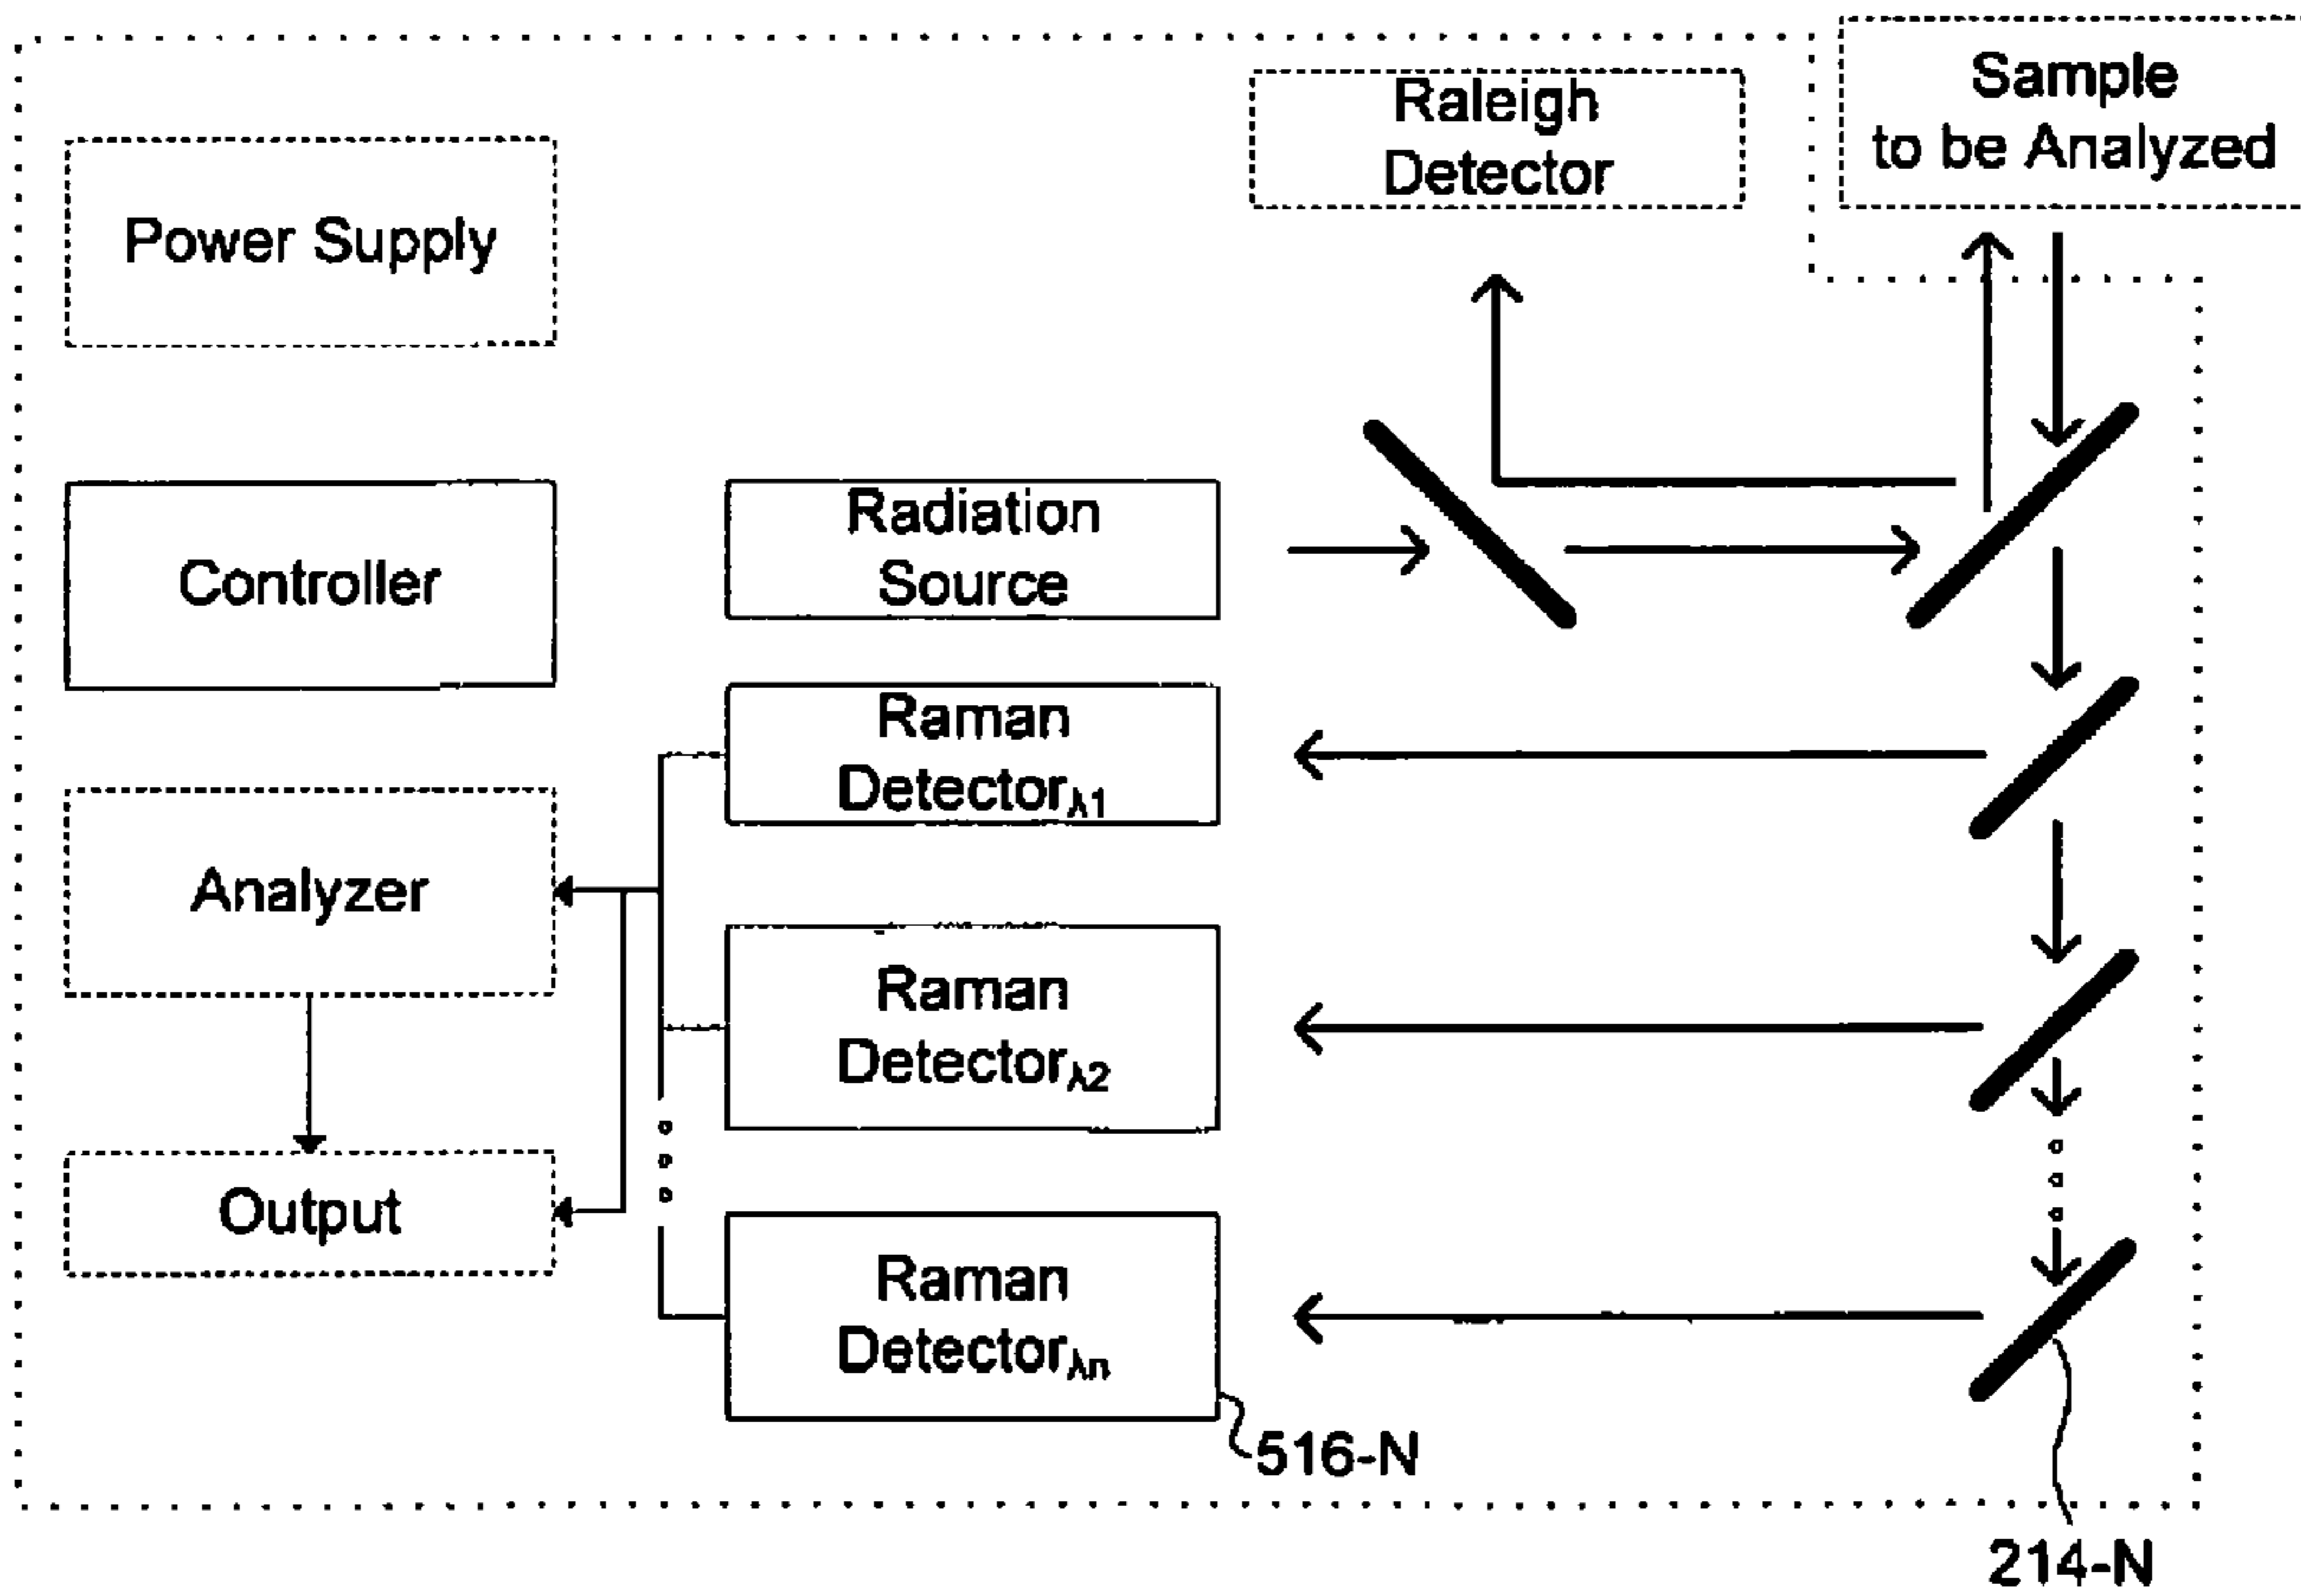 Sample
to be Analyzed
Raleigh
Detector
Power Supply
Radiation
Source
Controller
Raman
Detectorλ1
Analyzer
Raman
Detectorλ2
Output
Raman
Detectorλn
516-N
214-N